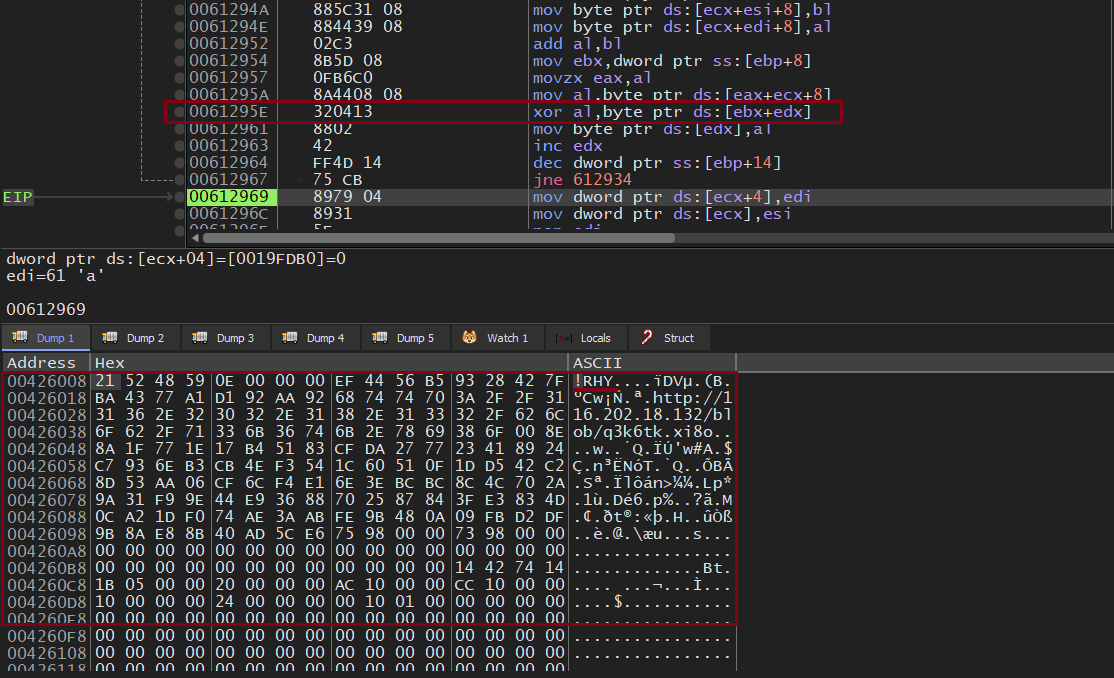 0061294A 885C31 08 mov byte ptr ds:[ecx+esi+8],bl
0061294E 884439 08 mov byte ptr ds:[ecx+edi+8],al
00612952 02C3 add al,bl
00612954 8B5D 08 mov ebx,dword ptr ss:[ebp+8]
00612957 0FB6C0 movzx eax,al
0061295A 8A4408 08 mov al,byte ptr ds:[eax+ecx+8]
0061295E 320413 xor al,byte ptr ds:[ebx+edx]
00612961 8802 mov byte ptr ds:[edx],al
00612963 42 inc edx
00612964 FF4D 14 dec dword ptr ss:[ebp+14]
00612967 75 CB jne 612934
EIP 00612969 8979 04 mov dword ptr ds:[ecx+4],edi
0061296C 8931 mov dword ptr ds:[ecx],esi
dword ptr ds:[ecx+04]=[0019FDB0]=0
edi=61 'a'
00612969
Dump 1 Dump 2 Dump 3 Dump 4 Dump 5 Watch 1 Locals Struct
Address Hex ASCII
00426008 21 52 48 59 0E 00 00 00 EF 44 56 B5 93 28 42 7F !RHY....ïDVµ.(B.
00426018 BA 43 77 A1 D1 92 AA 92 68 74 74 70 3A 2F 2F 31 ºCw¡Ñ.ª.http://1
00426028 31 36 2E 32 30 32 2E 31 38 2E 31 33 32 2F 62 6C 16.202.18.132/bl
00426038 6F 62 2F 71 33 6B 36 74 6B 2E 78 69 38 6F 00 8E ob/q3k6tk.xi8o..
00426048 8A 1F 77 1E 17 B4 51 83 CF DA 27 77 23 41 89 24 ..w..´Q.ÏÚ'w#A.$
00426058 C7 93 6E B3 CB 4E F3 54 1C 60 51 0F 1D D5 42 C2 Ç.n³ËNóT.`Q..ÕBÂ
00426068 8D 53 AA 06 CF 6C F4 E1 6E 3E BC BC 8C 4C 70 2A .Sª.Ïlôán>¼¼.Lp*
00426078 9A 31 F9 9E 44 E9 36 88 70 25 87 84 3F E3 83 4D .1ù.Dé6.p%..?ã.M
00426088 0C A2 1D F0 74 AE 3A AB FE 9B 48 0A 09 FB D2 DF .¢.ðt®:«þ.H..ûÒß
00426098 9B 8A E8 8B 40 AD 5C E6 75 98 00 00 73 98 00 00 ..è.@.\æu...s...
004260A8 00 00 00 00 00 00 00 00 00 00 00 00 00 00 00 00 ................
004260B8 00 00 00 00 00 00 00 00 00 00 00 00 14 42 74 14 .............Bt.
004260C8 1B 05 00 00 20 00 00 00 AC 10 00 00 CC 10 00 00 .... ...¬...Ì...
004260D8 10 00 00 00 24 00 00 00 00 10 01 00 00 00 00 00 ....$...........
004260E8 00 00 00 00 00 00 00 00 00 00 00 00 00 00 00 00 ................
004260F8 00 00 00 00 00 00 00 00 00 00 00 00 00 00 00 00 ................
00426108 00 00 00 00 00 00 00 00 00 00 00 00 00 00 00 00 ................
00426118 00 00 00 00 00 00 00 00 00 00 00 00 00 00 00 00